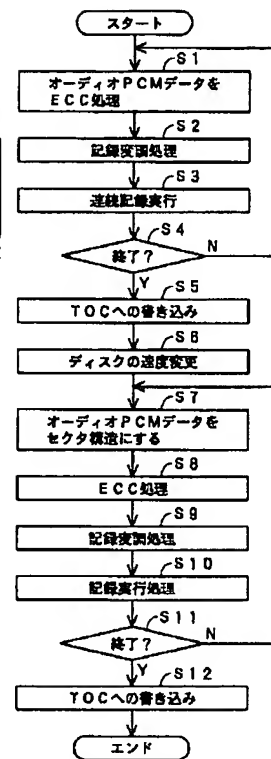 スタート
S1
オーディオPCMデータを
ECC処理
S2
記録変調処理
S3
連続記録実行
S4
終了?
N
Y
S5
TOCへの書き込み
S6
ディスクの速度変更
S7
オーディオPCMデータを
セクタ構造にする
S8
ECC処理
S9
記録変調処理
S10
記録実行処理
S11
終了?
N
Y
S12
TOCへの書き込み
エンド